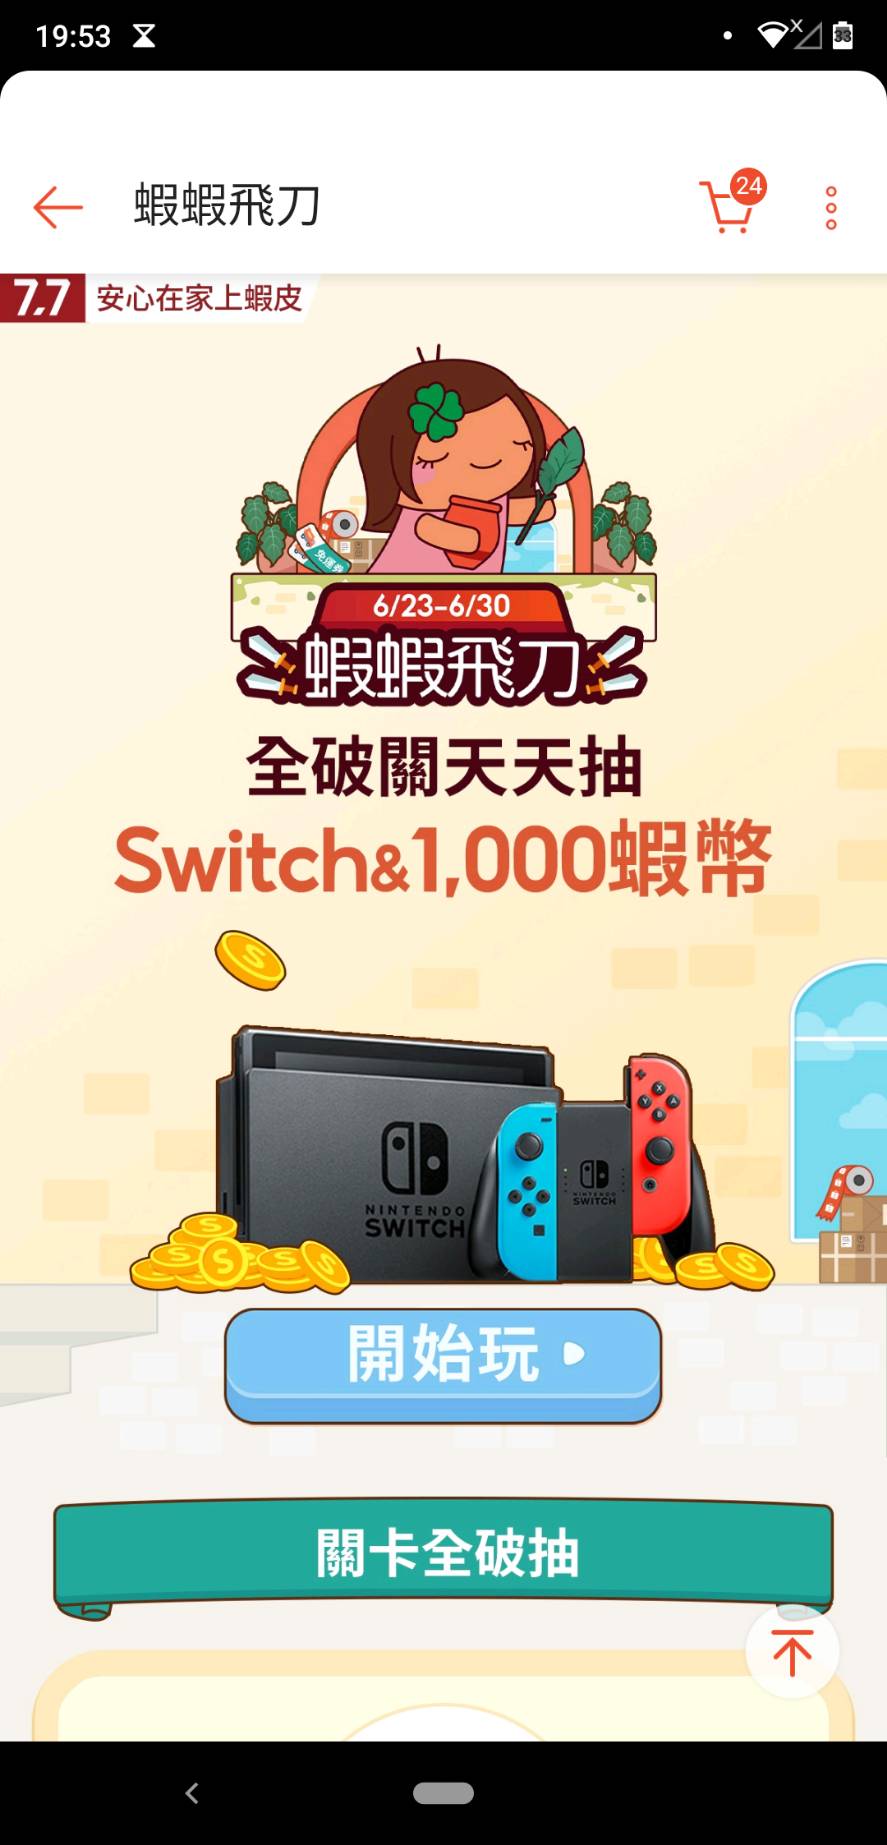 19:53
33
蝦蝦飛刀
24
7.7 安心在家上蝦皮
免運券
6/23-6/30
蝦蝦飛刀
全破關天天抽
Switch&1,000蝦幣
NINTENDO
SWITCH
NINTENDO
SWITCH
開始玩
關卡全破抽